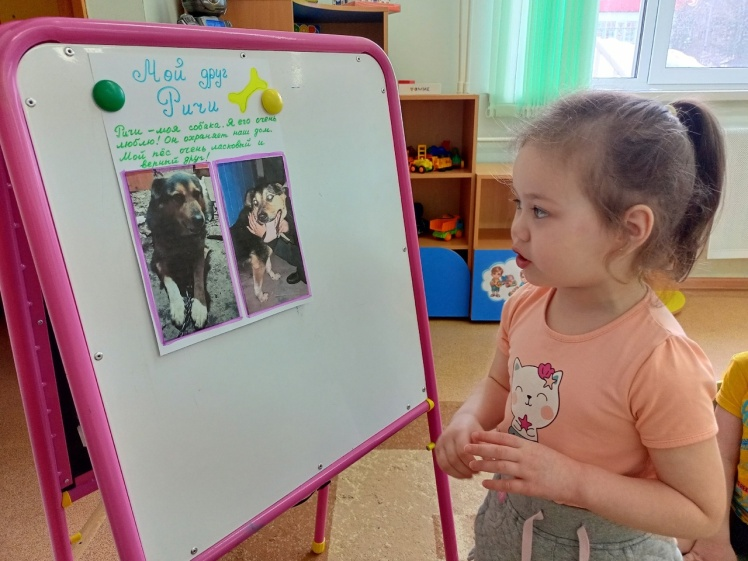 Мой друг
Ричи
Ричи - моя собака. Я его очень
люблю! Он охраняет наш дом.
Мой пёс очень ласковый и
верный друг!